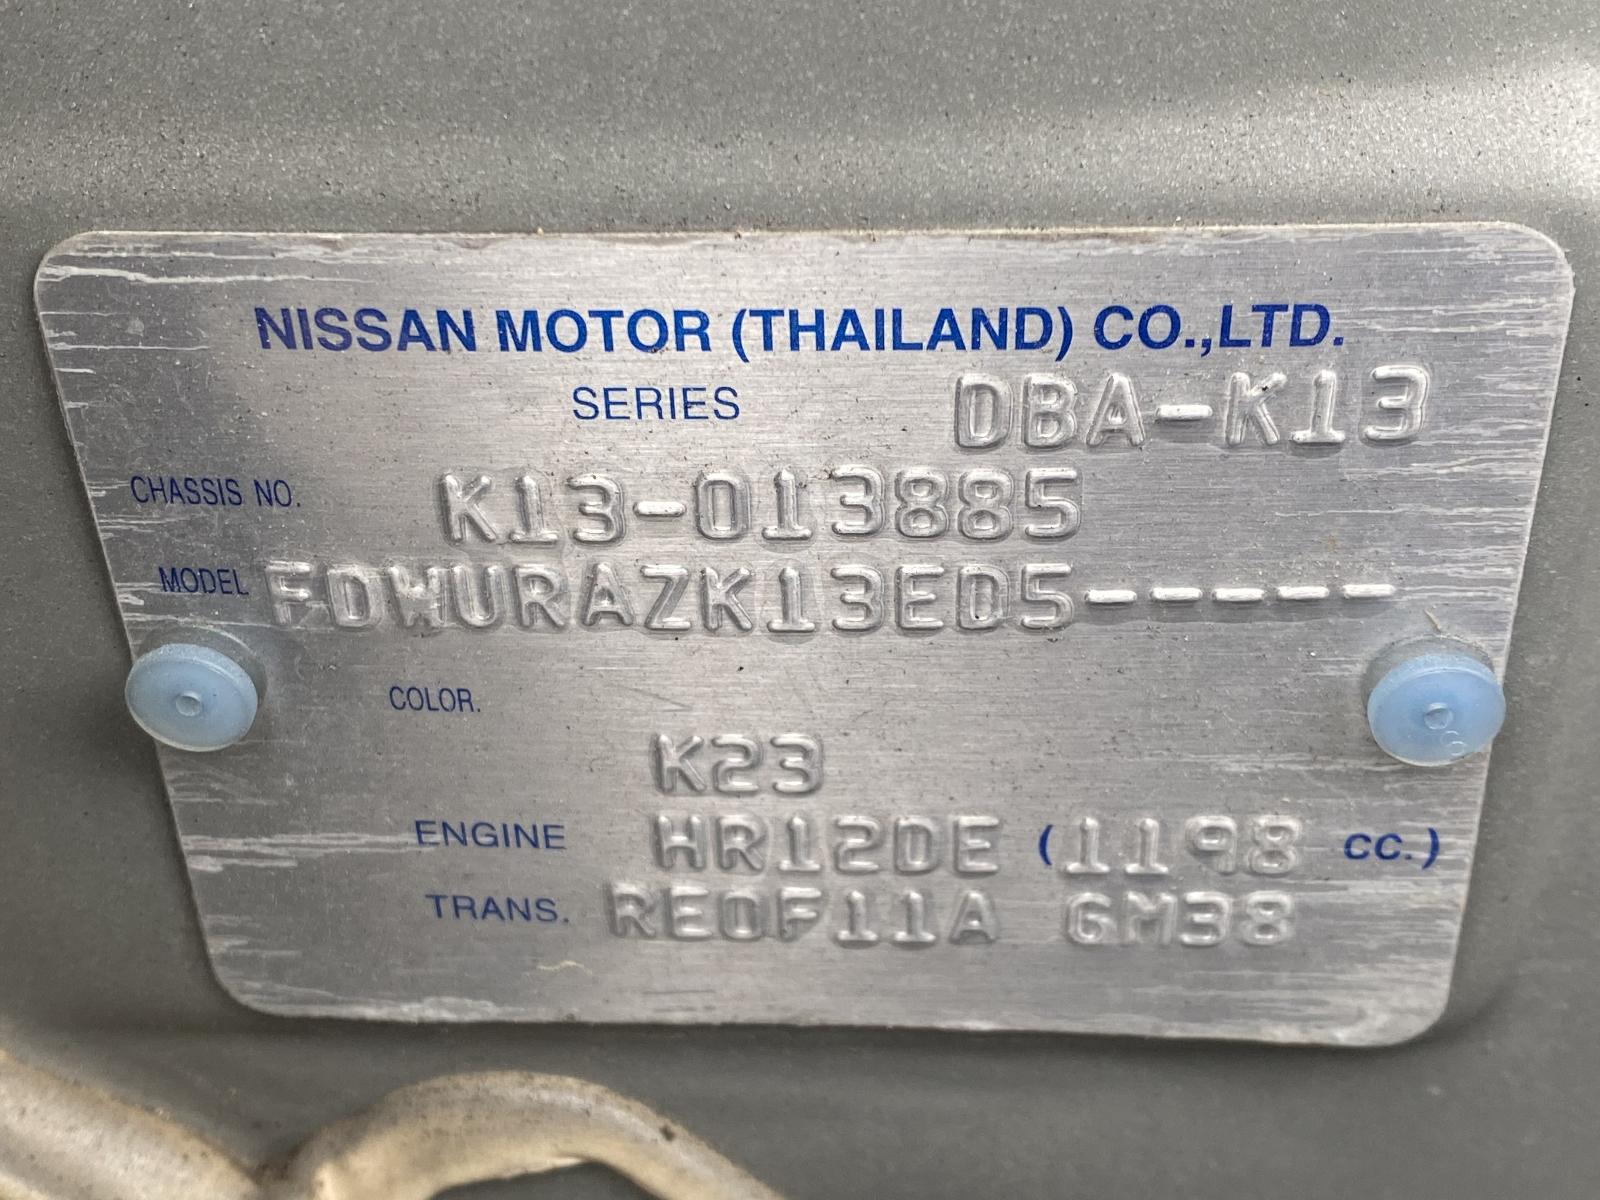 NISSAN MOTOR (THAILAND) CO.,LTD.
SERIES DBA-K13
CHASSIS NO. K13-013885
MODEL FDWURAZK13ED5-----
COLOR.
K23
ENGINE HR12DE (1198 cc.)
TRANS. RE0F11A GM38